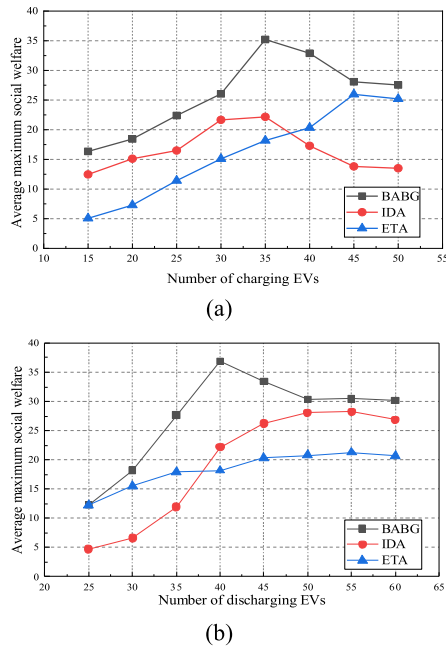 40
35
30
25
20
15
10
5
0
Average maximum social welfare
BABG
IDA
ETA
10 15 20 25 30 35 40 45 50 55
Number of charging EVs
(a)
40
35
30
25
20
15
10
5
0
Average maximum social welfare
BABG
IDA
ETA
20 25 30 35 40 45 50 55 60 65
Number of discharging EVs
(b)